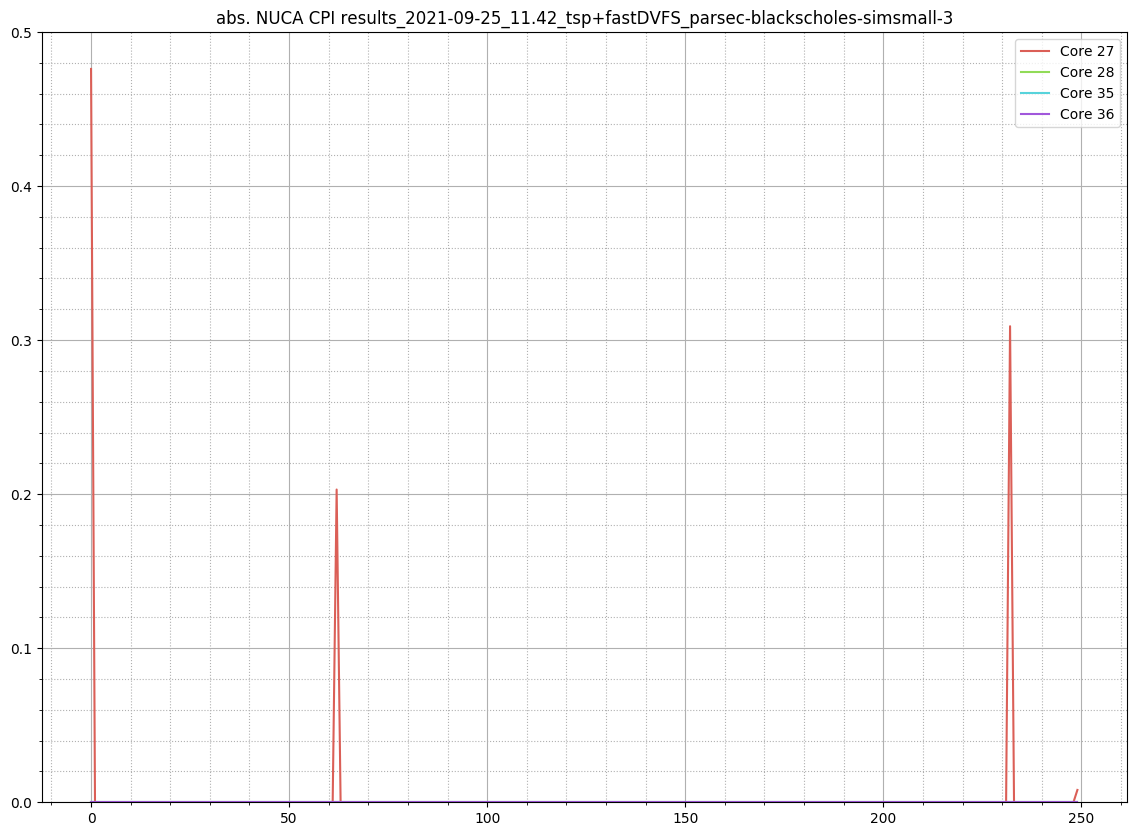 abs. NUCA CPI results_2021-09-25_11.42_tsp+fastDVFS_parsec-blackscholes-simsmall-3
Core 27
Core 28
Core 35
Core 36
0.5
0.4
0.3
0.2
0.1
0.0
0
50
100
150
200
250